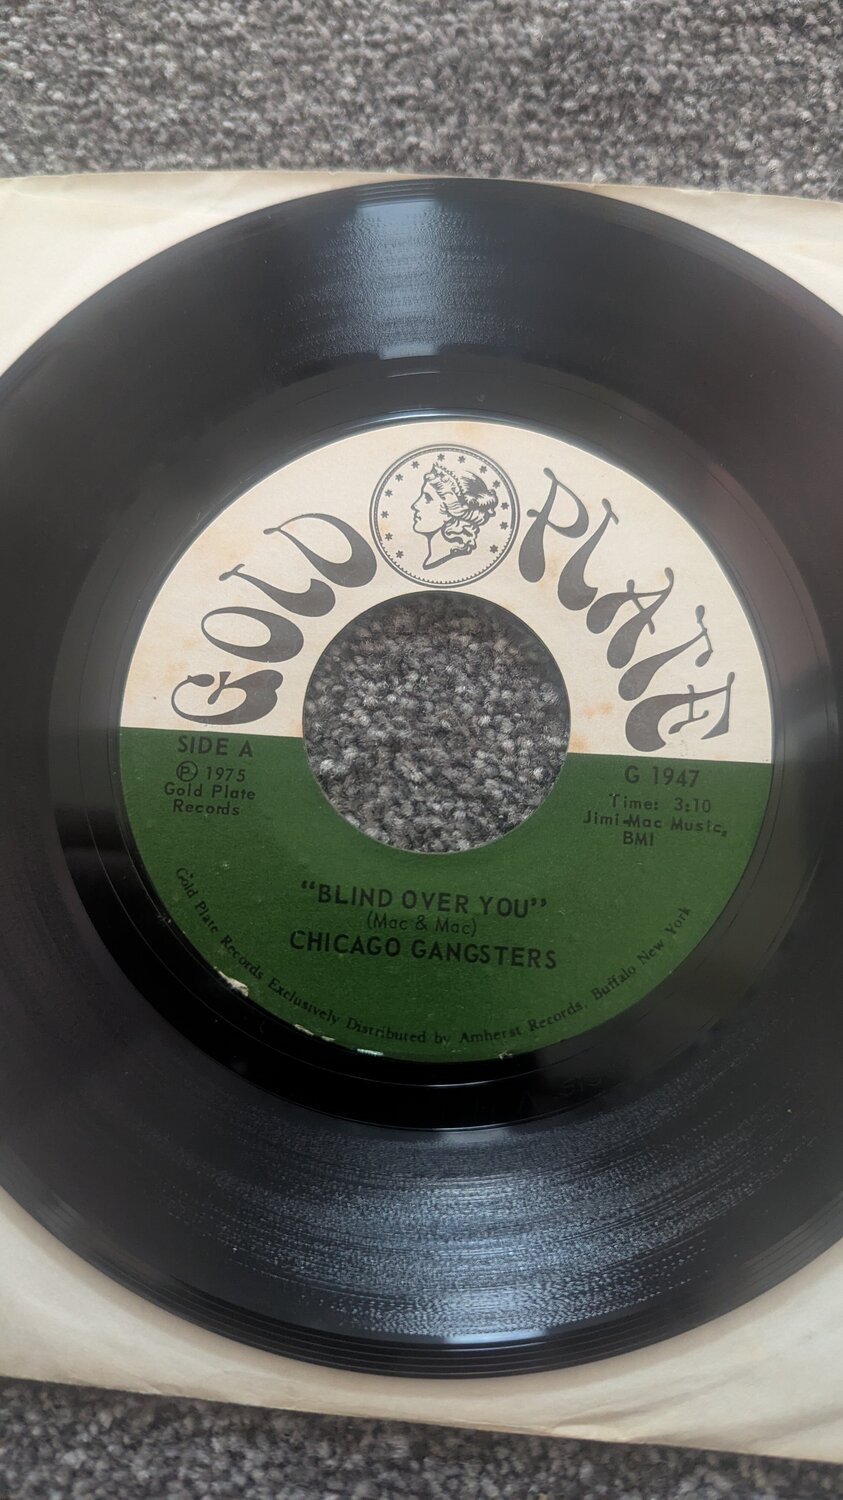 GOLD PLATE
SIDE A
Ⓟ 1975
Gold Plate
Records
G 1947
Time: 3:10
Jimi-Mac Music,
BMI
"BLIND OVER YOU"
(Mac & Mac)
CHICAGO GANGSTERS
Gold Plate Records Exclusively Distributed by Amherst Records, Buffalo New York